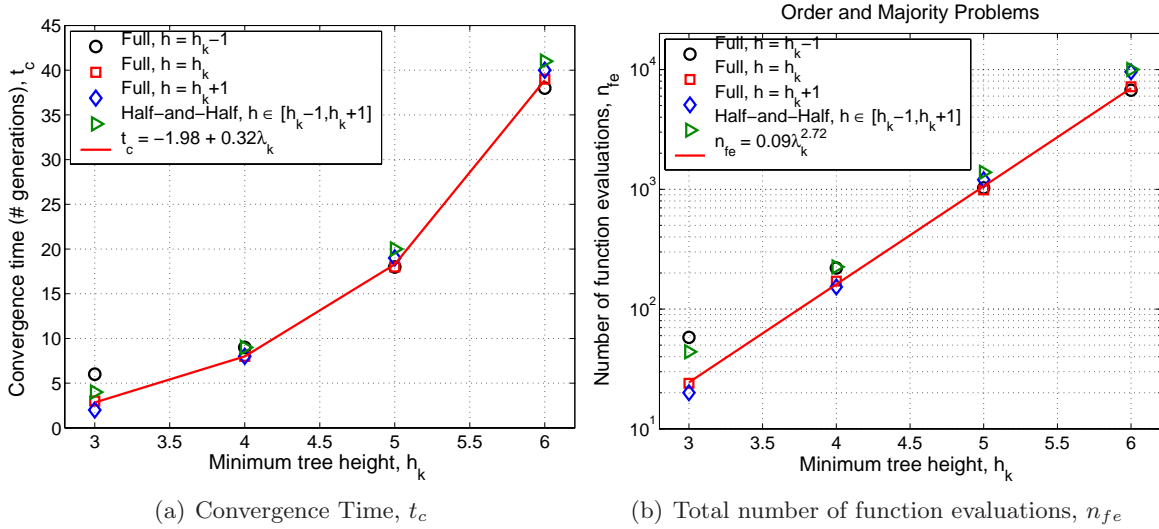 Convergence time (# generations), t_c
45
40
35
30
25
20
15
10
5
0
Full, h = h_k−1
Full, h = h_k
Full, h = h_k+1
Half−and−Half, h ∈ [h_k−1,h_k+1]
t_c = −1.98 + 0.32λ_k
3 3.5 4 4.5 5 5.5 6
Minimum tree height, h_k
(a) Convergence Time, t_c
Order and Majority Problems
Number of function evaluations, n_fe
10^4
10^3
10^2
10^1
Full, h = h_k−1
Full, h = h_k
Full, h = h_k+1
Half−and−Half, h ∈ [h_k−1,h_k+1]
n_fe = 0.09λ_k^2.72
3 3.5 4 4.5 5 5.5 6
Minimum tree height, h_k
(b) Total number of function evaluations, n_fe